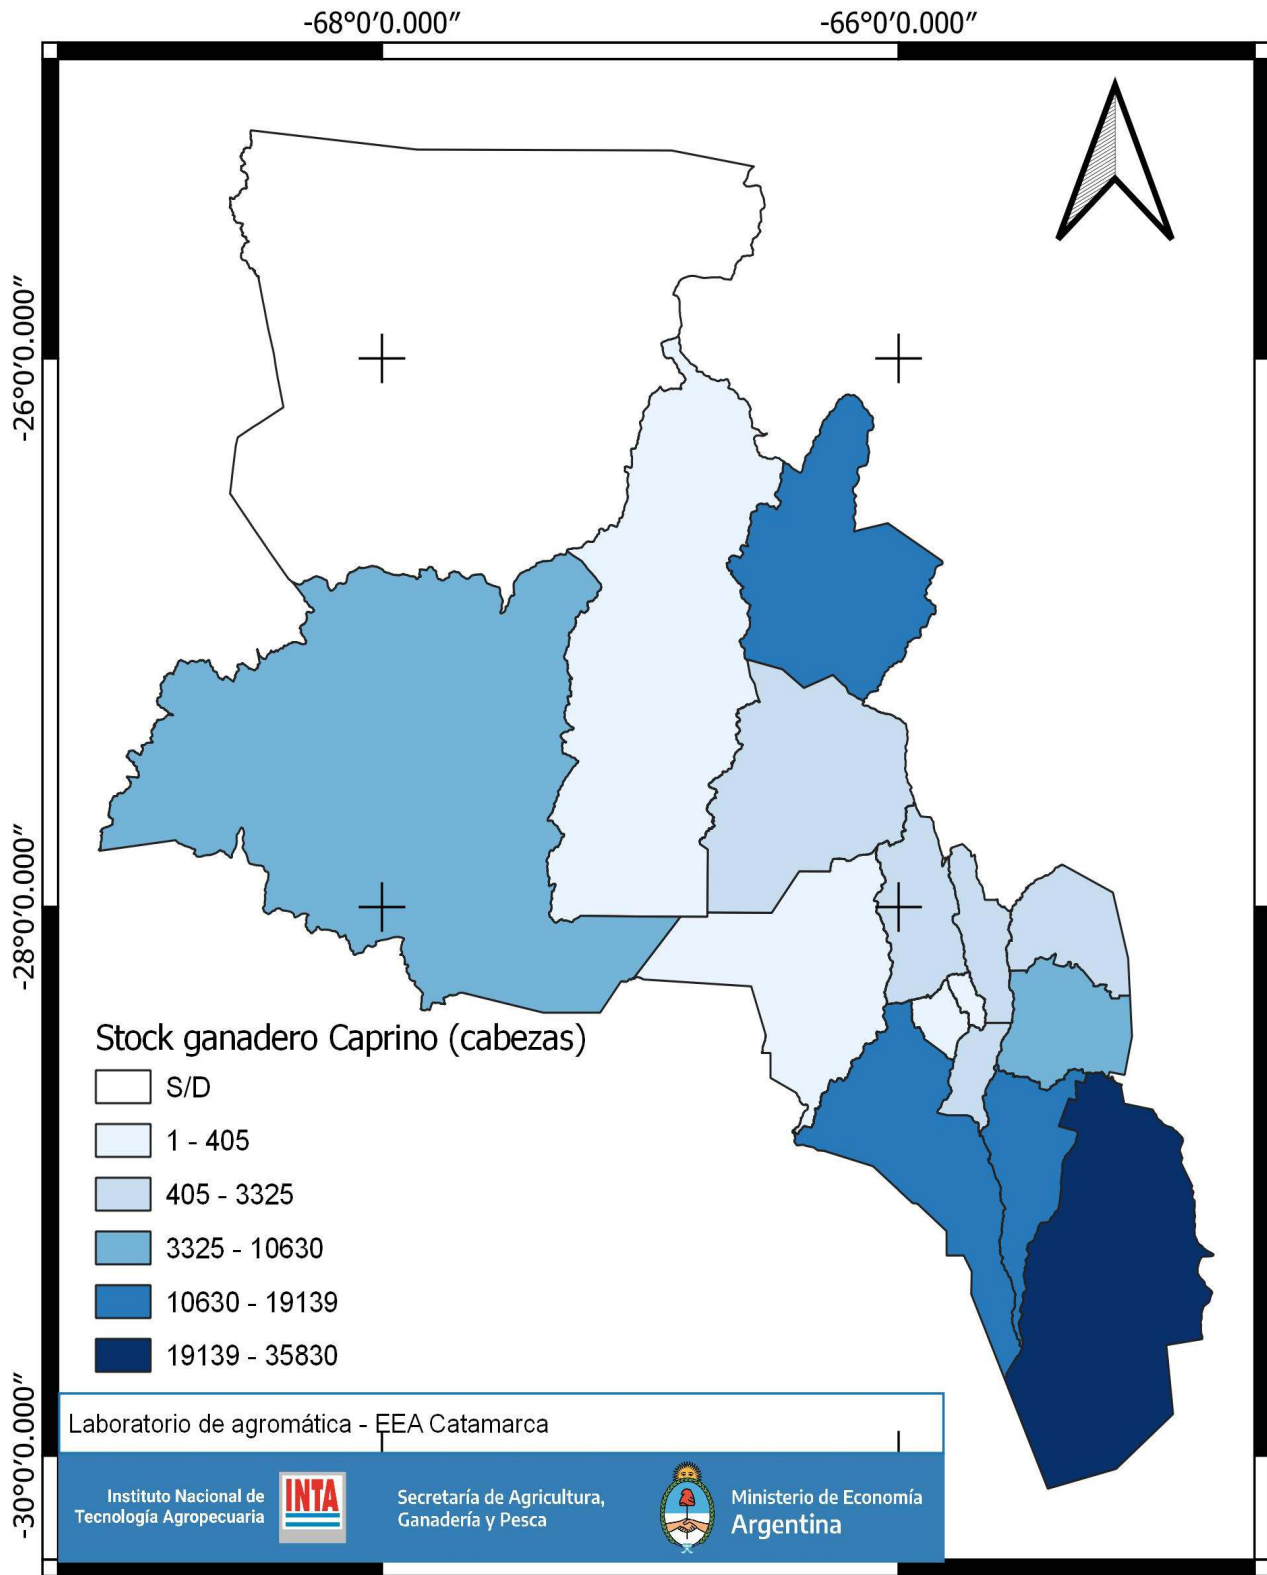 -68°0′0.000″
-66°0′0.000″
-26°0′0.000″
-28°0′0.000″
-30°0′0.000″
Stock ganadero Caprino (cabezas)
S/D
1 - 405
405 - 3325
3325 - 10630
10630 - 19139
19139 - 35830
Laboratorio de agromática - EEA Catamarca
Instituto Nacional de
Tecnología Agropecuaria
INTA
Secretaría de Agricultura,
Ganadería y Pesca
Ministerio de Economía
Argentina